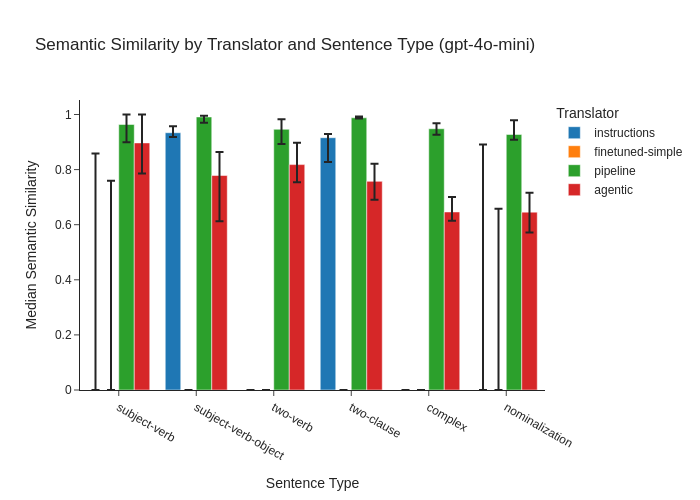 Semantic Similarity by Translator and Sentence Type (gpt-4o-mini)
Translator
instructions
finetuned-simple
pipeline
agentic
Median Semantic Similarity
1
0.8
0.6
0.4
0.2
0
subject-verb
subject-verb-object
two-verb
two-clause
complex
nominalization
Sentence Type